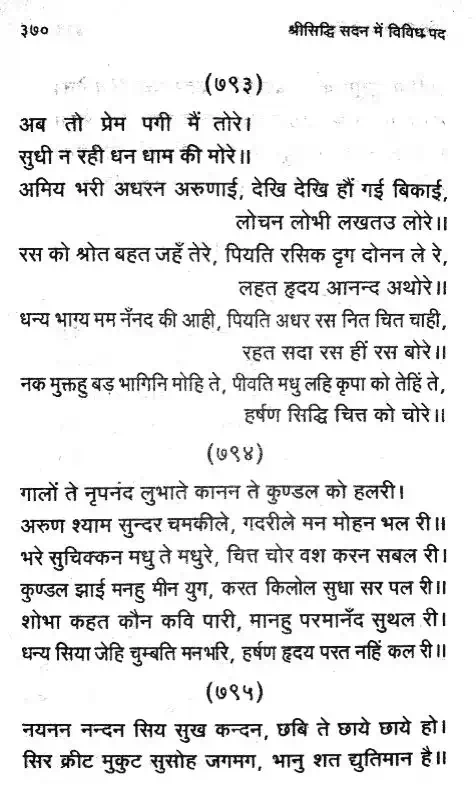 ३७० श्रीसिद्धि सदन में विविध पद
(७९३)
अब तो प्रेम पगी मैं तोरे।
सुधी न रही धन धाम की मोरे॥
अमिय भरी अधरन अरुणाई, देखि देखि हौं गई बिकाई,
लोचन लोभी लखतउ लोरे॥
रस को श्रोत बहत जहँ तेरे, पियति रसिक दृग दोनन ले रे,
लहत हृदय आनन्द अथोरे॥
धन्य भाग्य मम नँनद की आही, पियति अधर रस नित चित चाही,
रहत सदा रस हीं रस बोरे॥
नक मुक्तहु बड़ भागिनि मोहि ते, पीवति मधु लहि कृपा को तेहिं ते,
हर्षण सिद्धि चित्त को चोरे॥
(७९४)
गालों ते नृपनंद लुभाते कानन ते कुण्डल को हलरी।
अरुण श्याम सुन्दर चमकीले, गदरीले मन मोहन भल री॥
भरे सुचिक्कन मधु ते मधुरे, चित्त चोर वश करन सबल री।
कुण्डल झाई मनहु मीन युग, करत किलोल सुधा सर पल री॥
शोभा कहत कौन कवि पारी, मानहु परमानँद सुथल री।
धन्य सिया जेहि चुम्बति मनभरि, हर्षण हृदय परत नहिं कल री॥
(७९५)
नयनन नन्दन सिय सुख कन्दन, छबि ते छाये छाये हो।
सिर क्रीट मुकुट सुसोह जगमग, भानु शत द्युतिमान है॥